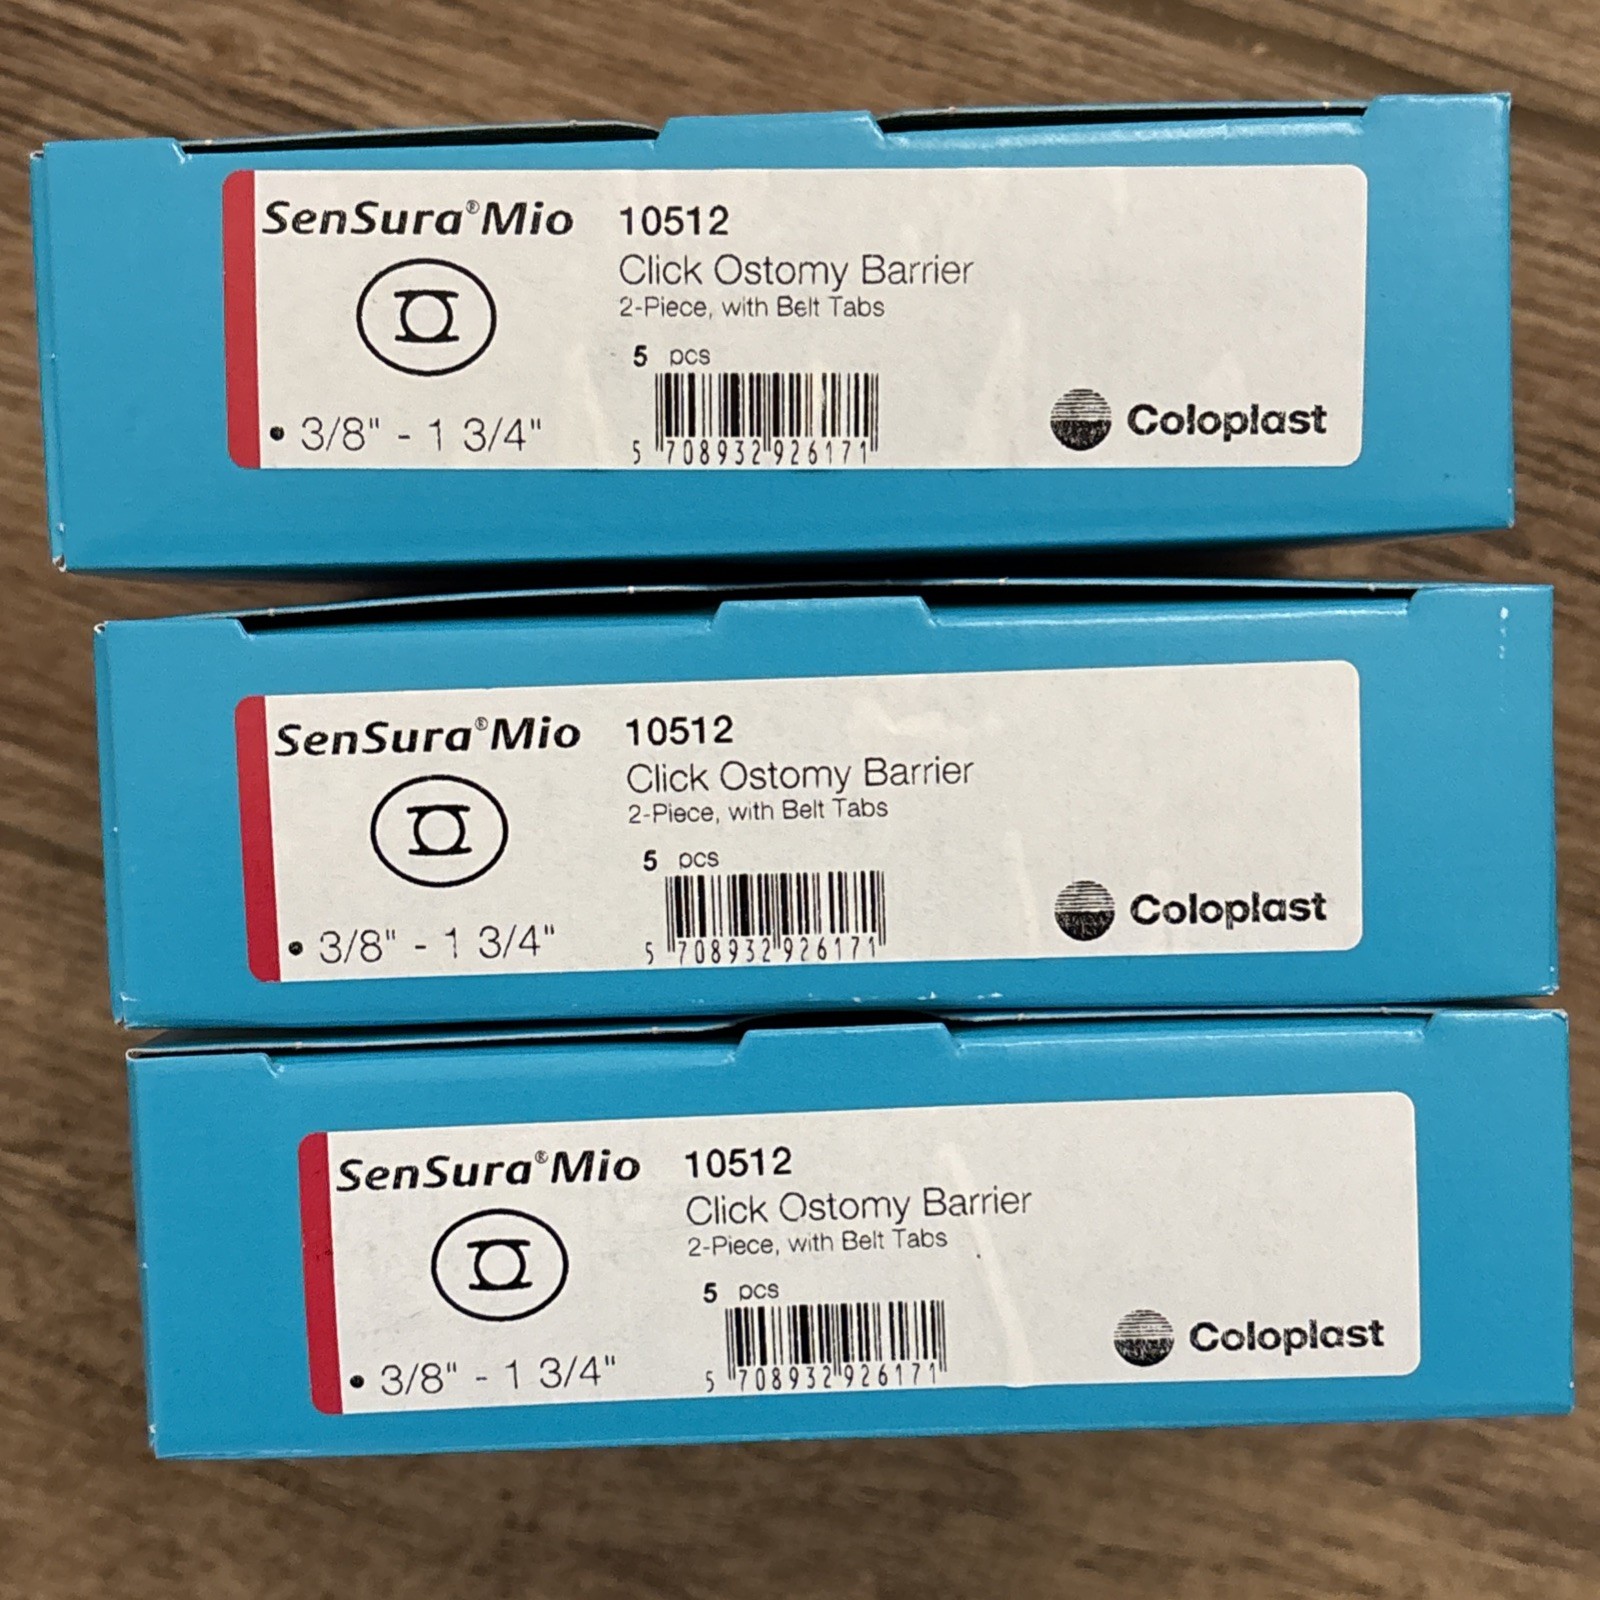 SenSura® Mio 10512
Click Ostomy Barrier
2-Piece, with Belt Tabs
5 pcs
• 3/8" - 1 3/4"
5 708932 926171
Coloplast
SenSura® Mio 10512
Click Ostomy Barrier
2-Piece, with Belt Tabs
5 pcs
• 3/8" - 1 3/4"
5 708932 926171
Coloplast
SenSura® Mio 10512
Click Ostomy Barrier
2-Piece, with Belt Tabs
5 pcs
• 3/8" - 1 3/4"
5 708932 926171
Coloplast